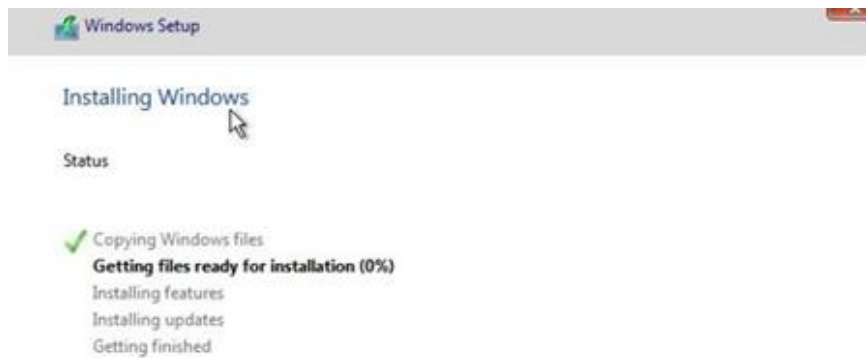 Windows Setup
Installing Windows
Status
Copying Windows files
Getting files ready for installation (0%)
Installing features
Installing updates
Getting finished